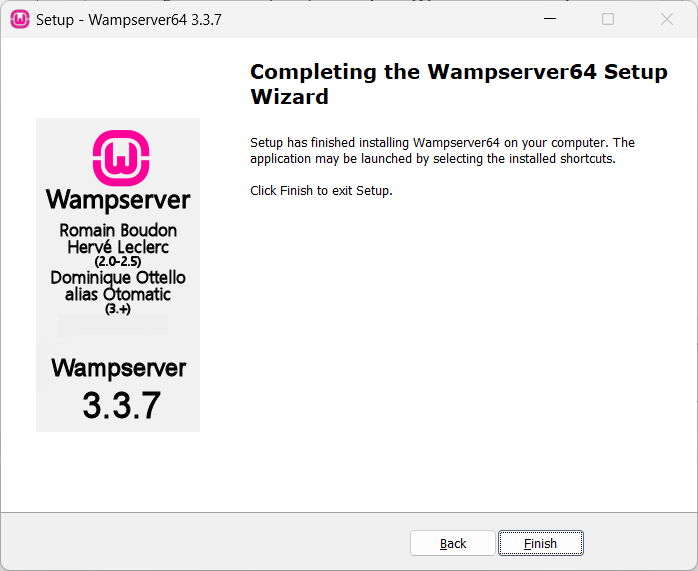 Setup - Wampserver64 3.3.7
Completing the Wampserver64 Setup
Wizard
Setup has finished installing Wampserver64 on your computer. The
application may be launched by selecting the installed shortcuts.
Click Finish to exit Setup.
Wampserver
Romain Boudon
Hervé Leclerc
(2.0-2.5)
Dominique Ottello
alias Otomatic
(3.+)
Wampserver
3.3.7
Back
Finish